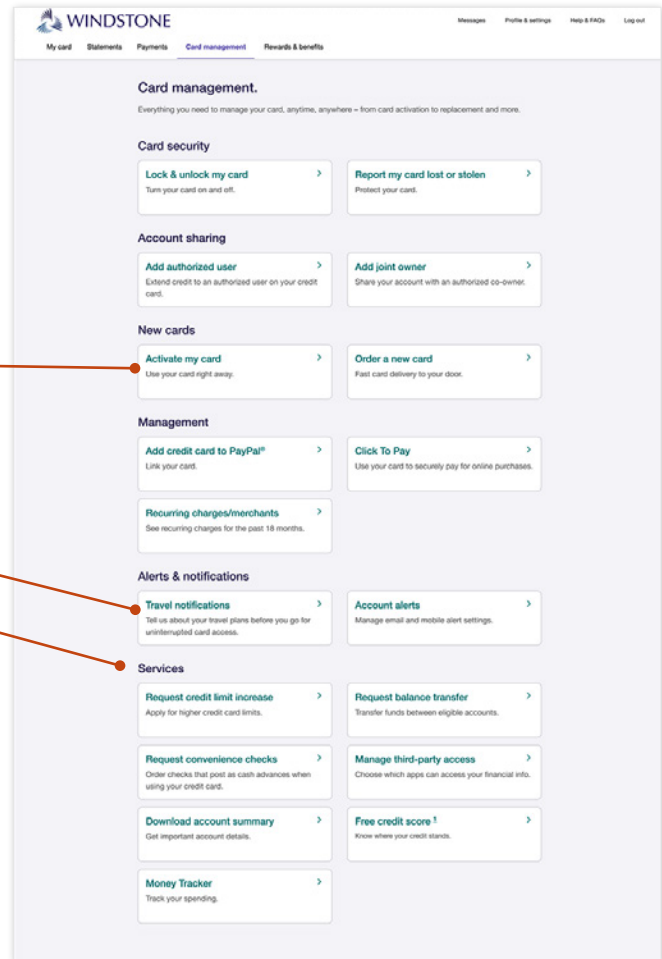 WINDSTONE
Messages Profile & settings Help & FAQs Log out
My card Statements Payments Card management Rewards & benefits
Card management.
Everything you need to manage your card, anytime, anywhere – from card activation to replacement and more.
Card security
Lock & unlock my card
Turn your card on and off.
Report my card lost or stolen
Protect your card.
Account sharing
Add authorized user
Extend credit to an authorized user on your credit
card.
Add joint owner
Share your account with an authorized co-owner.
New cards
Activate my card
Use your card right away.
Order a new card
Fast card delivery to your door.
Management
Add credit card to PayPal®
Link your card.
Click To Pay
Use your card to securely pay for online purchases.
Recurring charges/merchants
See recurring charges for the past 18 months.
Alerts & notifications
Travel notifications
Tell us about your travel plans before you go for
uninterrupted card access.
Account alerts
Manage email and mobile alert settings.
Services
Request credit limit increase
Apply for higher credit card limits.
Request balance transfer
Transfer funds between eligible accounts.
Request convenience checks
Order checks that post as cash advances when
using your credit card.
Manage third-party access
Choose which apps can access your financial info.
Download account summary
Get important account details.
Free credit score
Know where your credit stands.
Money Tracker
Track your spending.